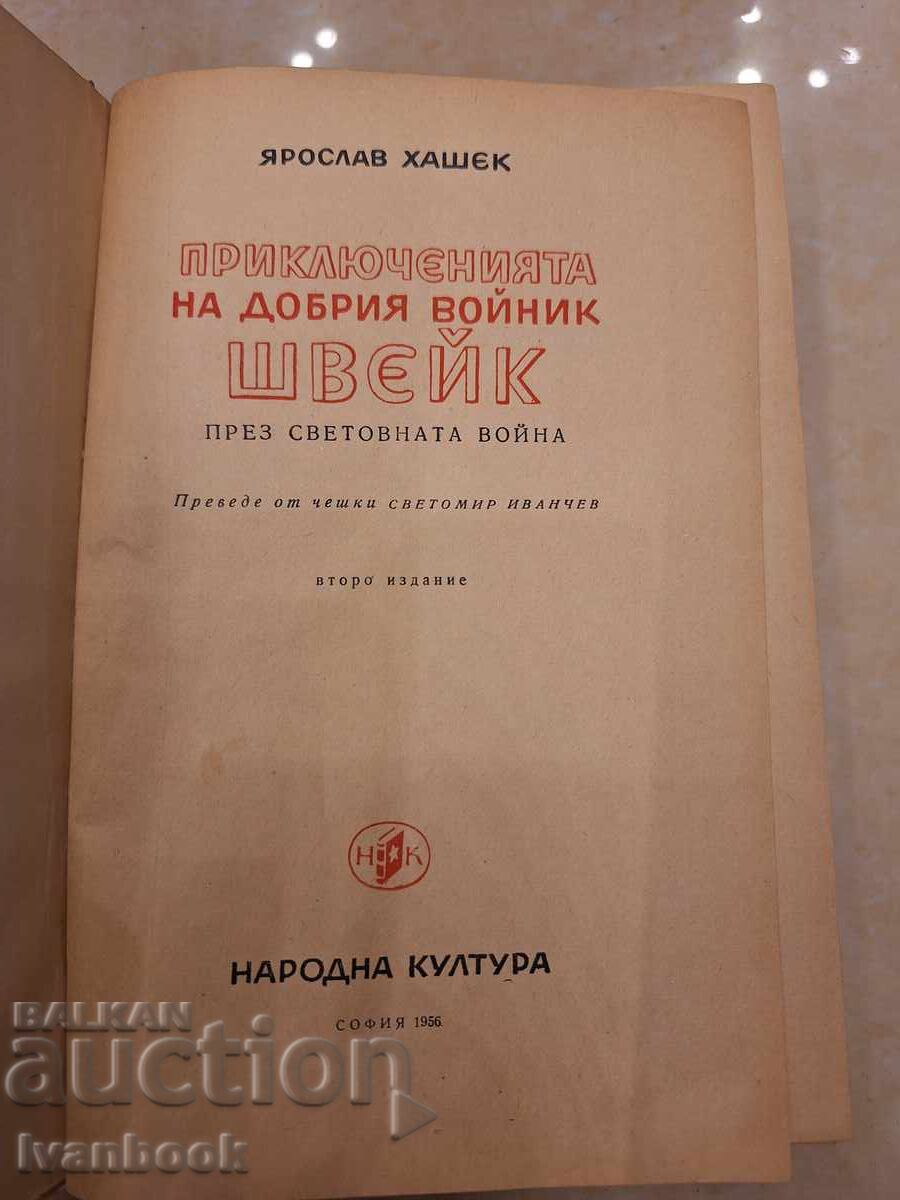 ЯРОСЛАВ ХАШЕК
ПРИКЛЮЧЕНИЯТА
НА ДОБРИЯ ВОЙНИК
ШВЕЙК
ПРЕЗ СВЕТОВНАТА ВОЙНА
Преведе от чешки СВЕТОМИР ИВАНЧЕВ
второ издание
Н К
НАРОДНА КУЛТУРА
СОФИЯ 1956
BALKAN
auction
Ivanbook